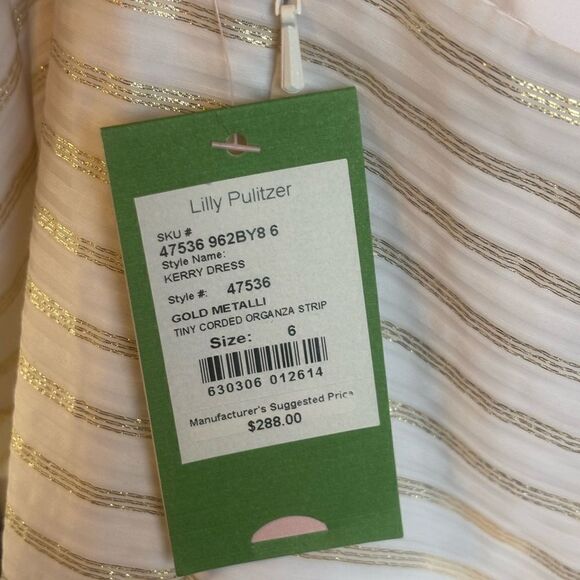 Lilly Pulitzer
SKU #
47536 962BY8 6
Style Name:
KERRY DRESS
Style #: 47536
GOLD METALLI
TINY CORDED ORGANZA STRIP
Size: 6
630306 012614
Manufacturer's Suggested Price
$288.00